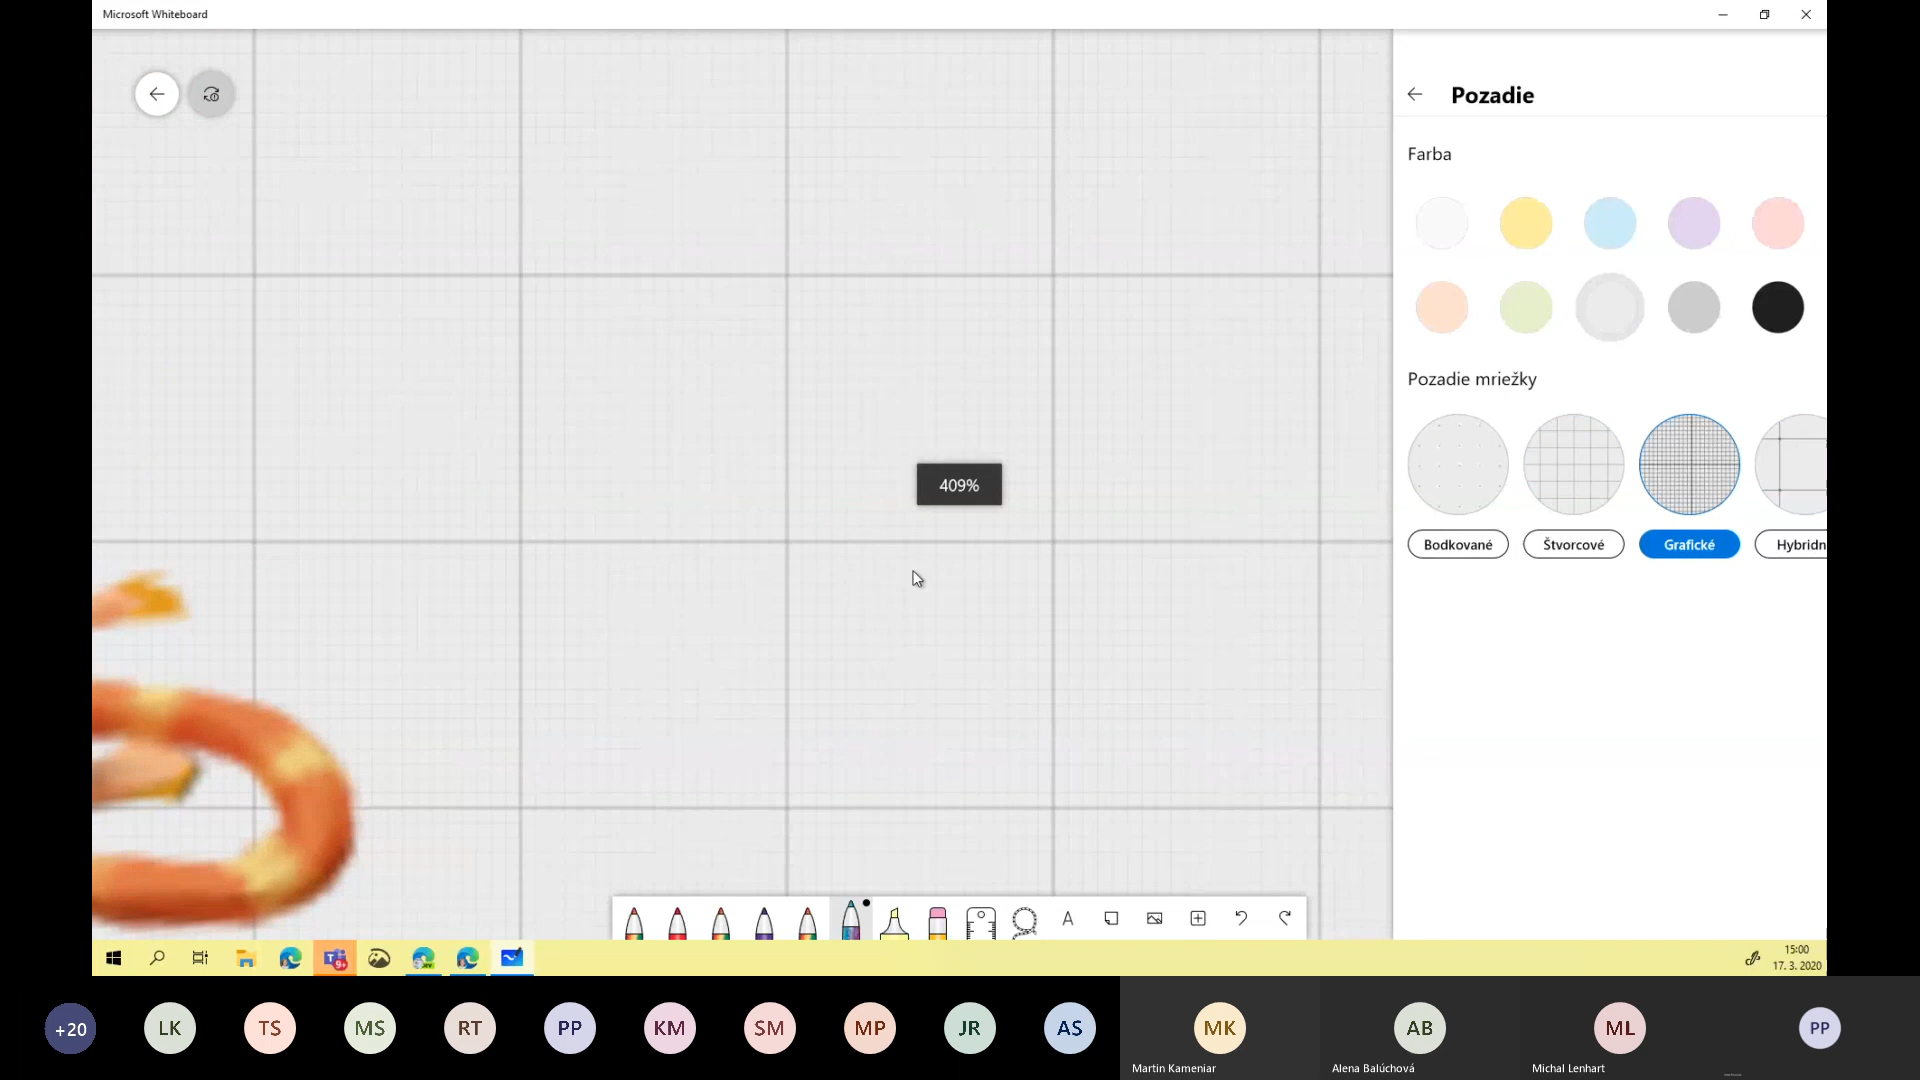 Microsoft Whiteboard
Pozadie
Farba
Pozadie mriežky
409%
Bodkované
Štvorcové
Grafické
Hybridn
A
9+
15:00
17. 3. 2020
+20
LK
TS
MS
RT
PP
KM
SM
MP
JR
AS
MK
AB
ML
PP
Martin Kameniar
Alena Balúchová
Michal Lenhart